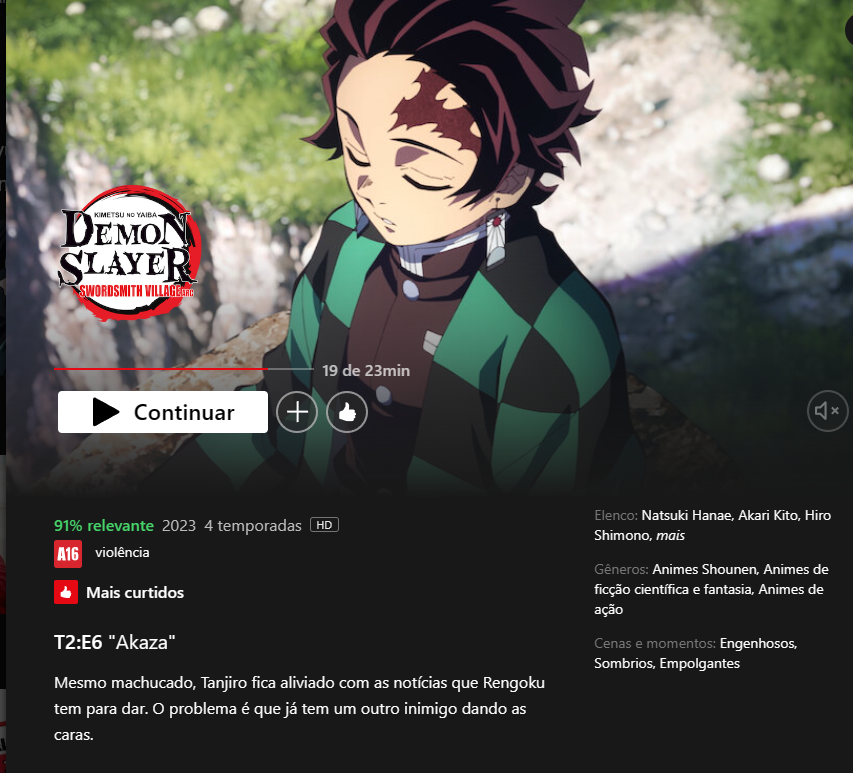 KIMETSU NO YAIBA
DEMON
SLAYER
SWORDSMITH VILLAGE ARC
19 de 23min
Continuar
91% relevante 2023 4 temporadas HD
A16 violência
Mais curtidos
T2:E6 "Akaza"
Mesmo machucado, Tanjiro fica aliviado com as notícias que Rengoku
tem para dar. O problema é que já tem um outro inimigo dando as
caras.
Elenco: Natsuki Hanae, Akari Kito, Hiro
Shimono, mais
Gêneros: Animes Shounen, Animes de
ficção científica e fantasia, Animes de
ação
Cenas e momentos: Engenhosos,
Sombrios, Empolgantes